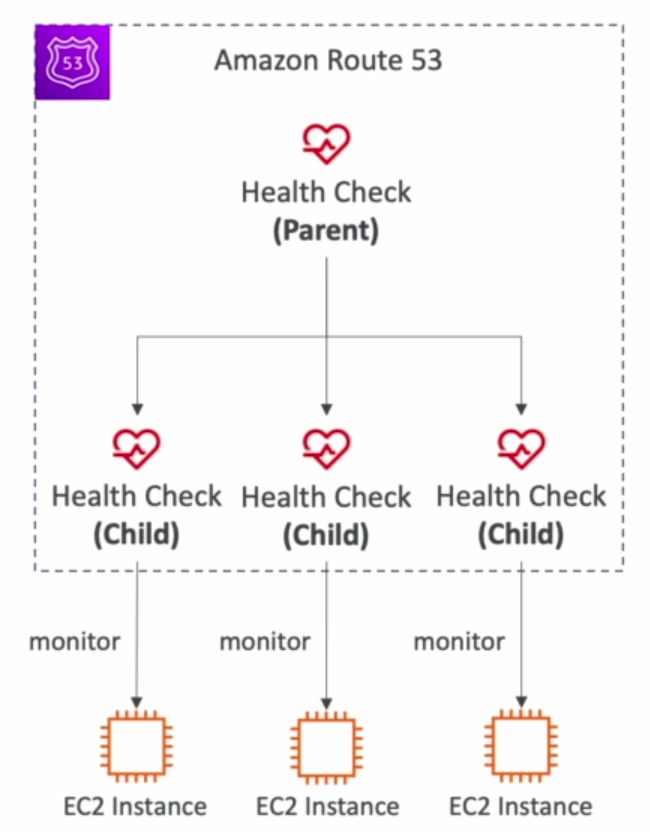 53
Amazon Route 53
Health Check
(Parent)
Health Check Health Check Health Check
(Child) (Child) (Child)
monitor monitor monitor
EC2 Instance EC2 Instance EC2 Instance